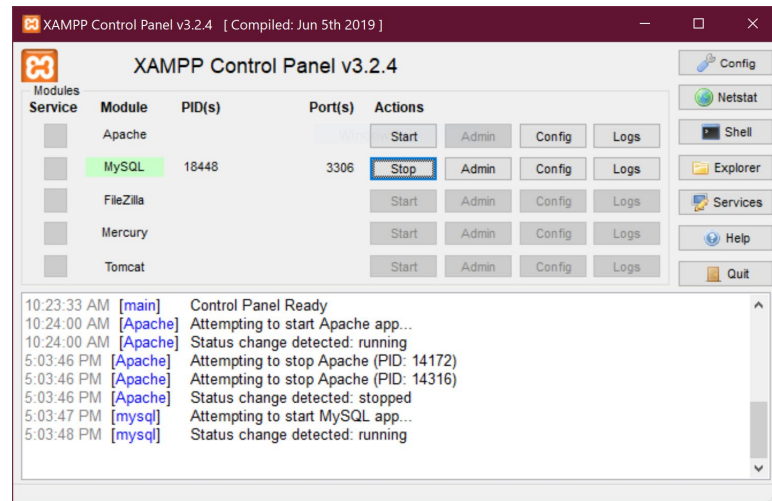 XAMPP Control Panel v3.2.4 [ Compiled: Jun 5th 2019 ]
XAMPP Control Panel v3.2.4
Config
Modules
Service Module PID(s) Port(s) Actions
Netstat
Apache Start Admin Config Logs
Shell
MySQL 18448 3306 Stop Admin Config Logs
Explorer
FileZilla Start Admin Config Logs
Services
Mercury Start Admin Config Logs
Help
Tomcat Start Admin Config Logs
Quit
10:23:33 AM [main] Control Panel Ready
10:24:00 AM [Apache] Attempting to start Apache app...
10:24:00 AM [Apache] Status change detected: running
5:03:46 PM [Apache] Attempting to stop Apache (PID: 14172)
5:03:46 PM [Apache] Attempting to stop Apache (PID: 14316)
5:03:46 PM [Apache] Status change detected: stopped
5:03:47 PM [mysql] Attempting to start MySQL app...
5:03:48 PM [mysql] Status change detected: running